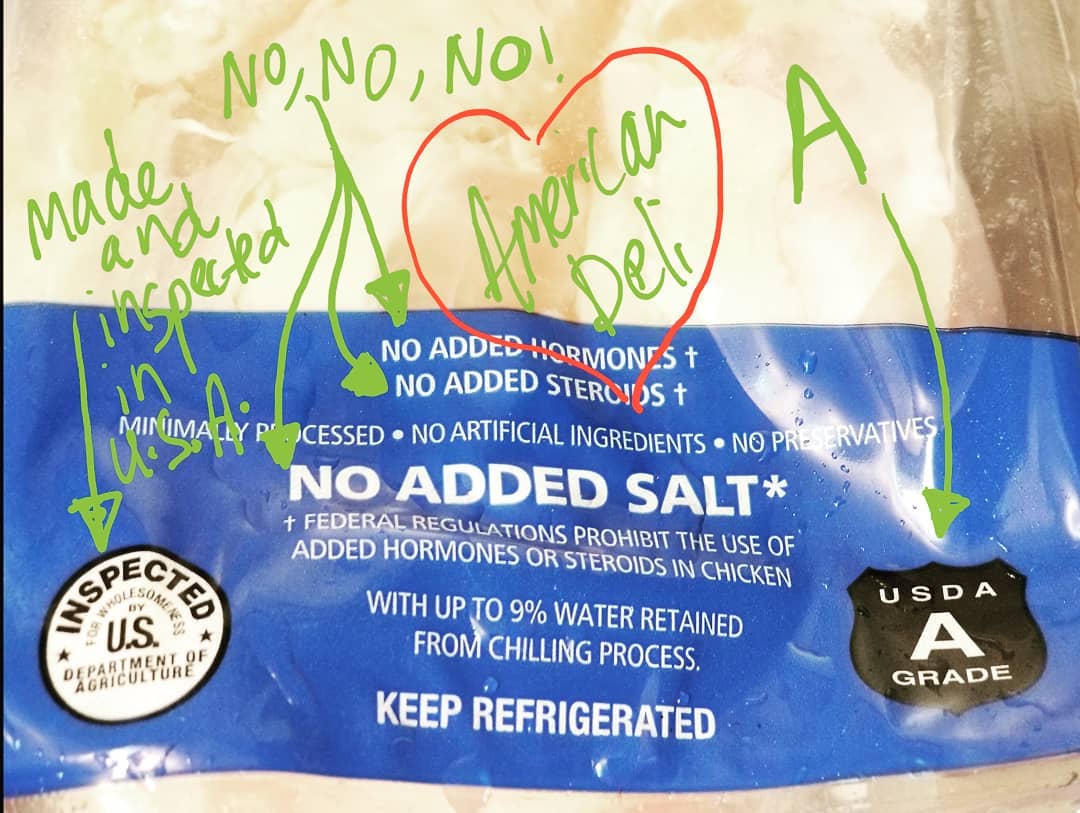 NO, NO, NO!
American
Deli
A
Made
and
inspected
in
U.S.A.
NO ADDED HORMONES †
NO ADDED STEROIDS †
MINIMALLY PROCESSED • NO ARTIFICIAL INGREDIENTS • NO PRESERVATIVES
NO ADDED SALT*
† FEDERAL REGULATIONS PROHIBIT THE USE OF
ADDED HORMONES OR STEROIDS IN CHICKEN
WITH UP TO 9% WATER RETAINED
FROM CHILLING PROCESS.
KEEP REFRIGERATED
INSPECTED
FOR WHOLESOMENESS
BY
U.S.
DEPARTMENT OF
AGRICULTURE
USDA
A
GRADE